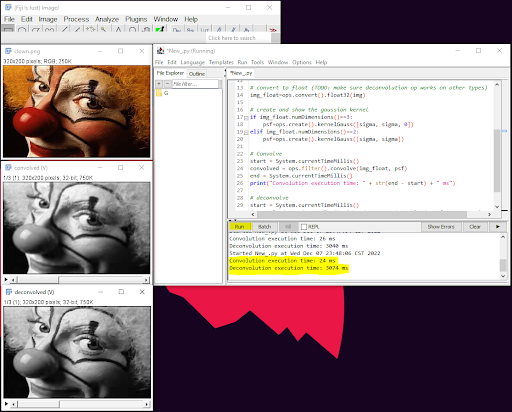 (Fiji Is Just) ImageJ
File Edit Image Process Analyze Plugins Window Help
Click here to search
clown.png
320x200 pixels; RGB; 250K
convolved (V)
1/3 (1); 320x200 pixels; 32-bit; 750K
deconvolved (V)
1/3 (1); 320x200 pixels; 32-bit; 750K
*New_.py (Running)
File Edit Language Templates Run Tools Window Options Help
File Explorer Outline
File filter...
G
*New_.py
13 # convert to float (TODO: make sure deconvolution op works on other types)
14 img_float=ops.convert().float32(img)
15
16 # create and show the gaussian kernel
17 if img_float.numDimensions()==3:
18 psf=ops.create().kernelGauss([sigma, sigma, 0])
19 elif img_float.numDimensions()==2:
20 psf=ops.create().kernelGauss([sigma, sigma])
21
22 # Convolve
23 start = System.currentTimeMillis()
24 convolved = ops.filter().convolve(img_float, psf)
25 end = System.currentTimeMillis()
26 print("Convolution execution time: " + str(end - start) + " ms")
27
28 # deconvolve
29 start = System.currentTimeMillis()
Run Batch Kill REPL Show Errors Clear
Convolution execution time: 26 ms
Deconvolution execution time: 3040 ms
Started New_.py at Wed Dec 07 23:48:06 CST 2022
Convolution execution time: 24 ms
Deconvolution execution time: 3074 ms